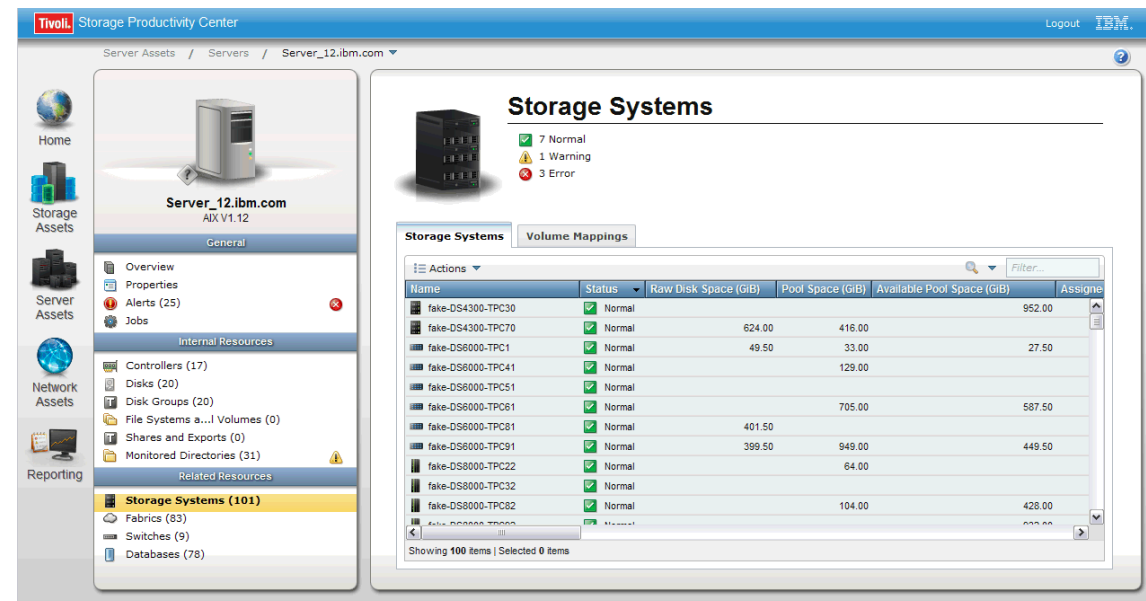 Tivoli. Storage Productivity Center
Logout IBM.
Server Assets / Servers / Server_12.ibm.com
?
Home
Storage
Assets
Server
Assets
Network
Assets
Reporting
?
Server_12.ibm.com
AIX V1.12
General
Overview
Properties
Alerts (25)
Jobs
Internal Resources
Controllers (17)
Disks (20)
Disk Groups (20)
File Systems a...l Volumes (0)
Shares and Exports (0)
Monitored Directories (31)
Related Resources
Storage Systems (101)
Fabrics (83)
Switches (9)
Databases (78)
Storage Systems
7 Normal
1 Warning
3 Error
Storage Systems Volume Mappings
Actions Filter...
Name Status Raw Disk Space (GiB) Pool Space (GiB) Available Pool Space (GiB) Assigne
fake-DS4300-TPC30 Normal 952.00
fake-DS4300-TPC70 Normal 624.00 416.00
fake-DS6000-TPC1 Normal 49.50 33.00 27.50
fake-DS6000-TPC41 Normal 129.00
fake-DS6000-TPC51 Normal
fake-DS6000-TPC61 Normal 705.00 587.50
fake-DS6000-TPC81 Normal 401.50
fake-DS6000-TPC91 Normal 399.50 949.00 449.50
fake-DS8000-TPC22 Normal 64.00
fake-DS8000-TPC32 Normal
fake-DS8000-TPC82 Normal 104.00 428.00
Showing 100 items | Selected 0 items